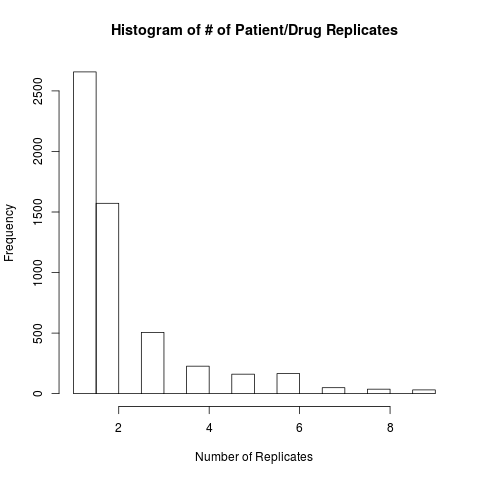 Histogram of # of Patient/Drug Replicates
Frequency
2500
2000
1500
1000
500
0
2 4 6 8
Number of Replicates